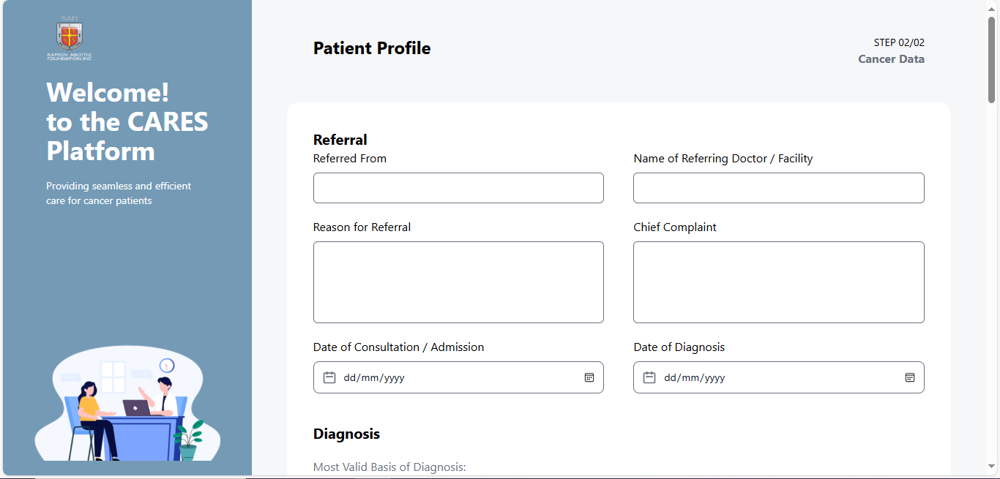 RAFI
RAMON ABOITIZ
FOUNDATION INC
Welcome!
to the CARES
Platform
Providing seamless and efficient
care for cancer patients
Patient Profile
STEP 02/02
Cancer Data
Referral
Referred From
Name of Referring Doctor / Facility
Reason for Referral
Chief Complaint
Date of Consultation / Admission
Date of Diagnosis
dd/mm/yyyy
dd/mm/yyyy
Diagnosis
Most Valid Basis of Diagnosis: